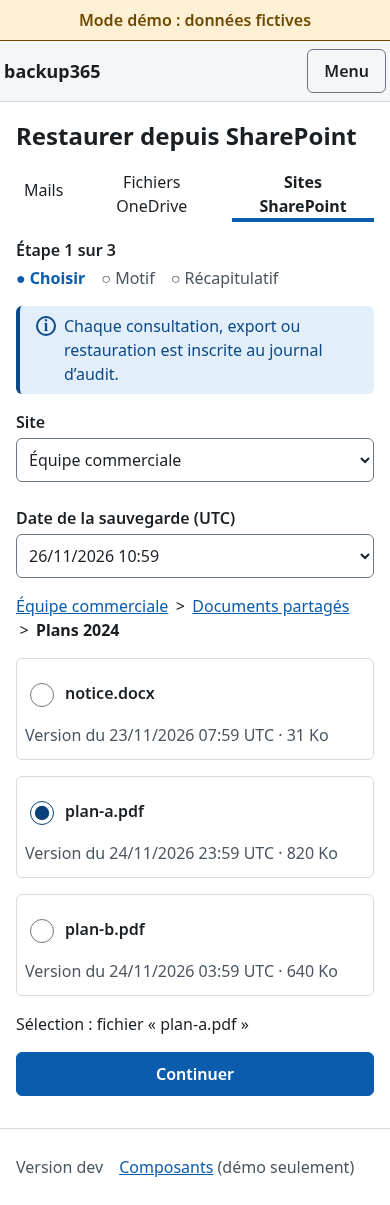 Mode démo : données fictives
backup365
Menu
Restaurer depuis SharePoint
Mails
Fichiers
OneDrive
Sites
SharePoint
Étape 1 sur 3
● Choisir ○ Motif ○ Récapitulatif
Chaque consultation, export ou
restauration est inscrite au journal
d’audit.
Site
Équipe commerciale
Date de la sauvegarde (UTC)
26/11/2026 10:59
Équipe commerciale > Documents partagés
> Plans 2024
notice.docx
Version du 23/11/2026 07:59 UTC · 31 Ko
plan-a.pdf
Version du 24/11/2026 23:59 UTC · 820 Ko
plan-b.pdf
Version du 24/11/2026 03:59 UTC · 640 Ko
Sélection : fichier « plan-a.pdf »
Continuer
Version dev Composants (démo seulement)